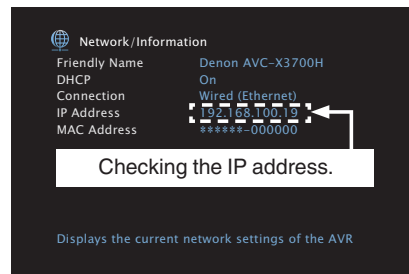 Network/Information
Friendly Name Denon AVC-X3700H
DHCP On
Connection Wired (Ethernet)
IP Address 192.168.100.19
MAC Address ******-000000
Checking the IP address.
Displays the current network settings of the AVR